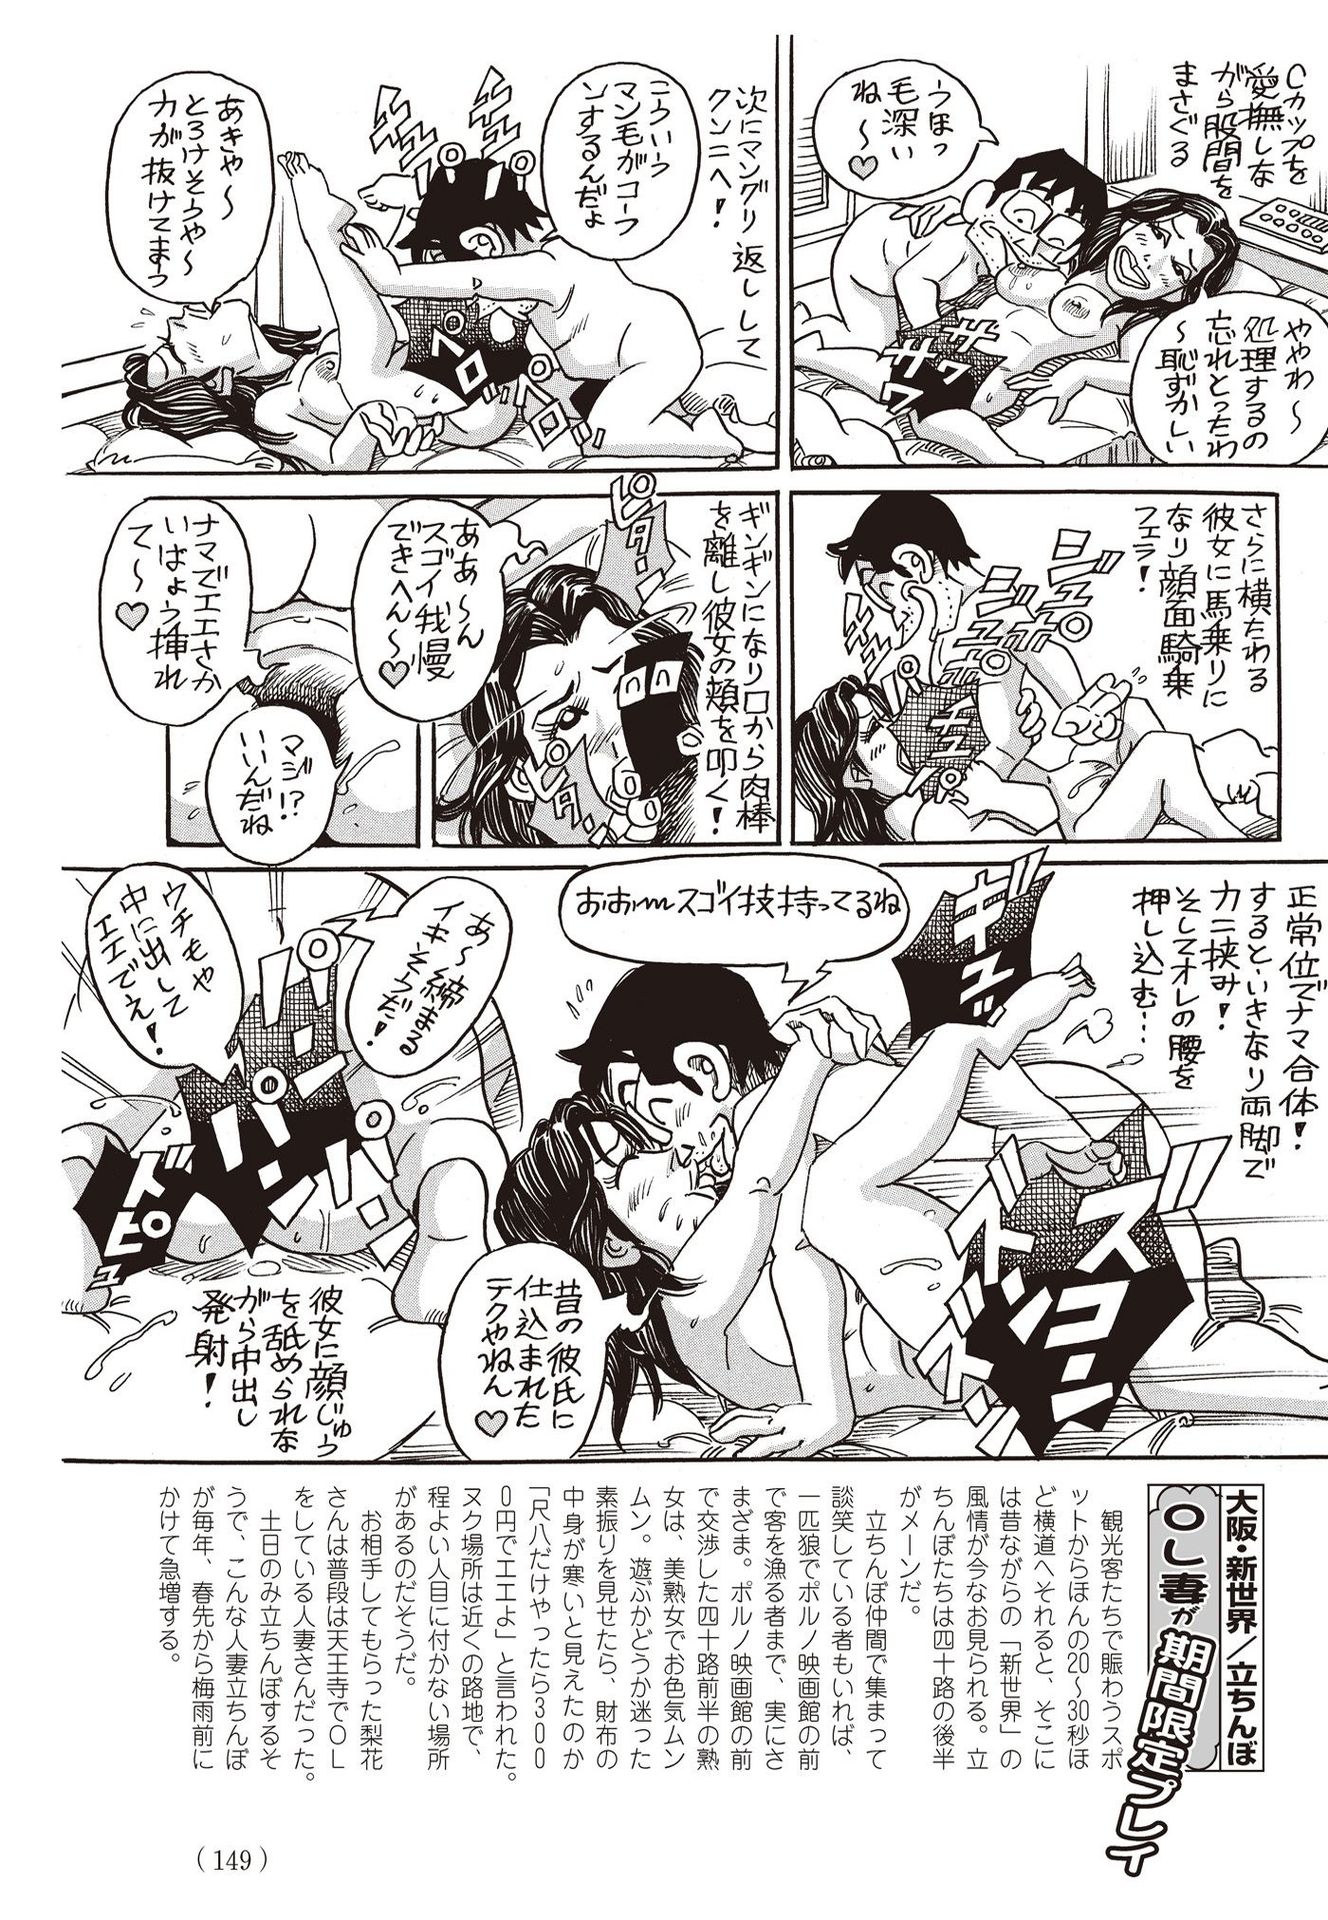 Cカップを
愛撫しな
がら股間を
まさぐる
うほっ
毛深い
ね〜♡
ややわ〜
処理するの
忘れとったわ
〜恥ずかしい
サワ
サワ
次にマングリ返しして
クンニへ！
こういう
マン毛がコーフ
ンするんだよ
あきゃ〜
とろけそうや〜
力が抜けてまう
ペロペロ
さらに横たわる
彼女に馬乗りに
なり顔面騎乗
フェラ！
ギンギンになり口から肉棒
を離し彼女の頬を叩く！
ピターン
ピタンッ
ああ〜ん
スゴイ我慢
できへん〜♡
ナマでエエさか
いはよう挿れ
て〜♡
マジ!?
いいんだね
正常位でナマ合体！
するといきなり両脚で
カニ挟み！
そしてオレの腰を
押し込む…
ギュッ
おお〜スゴイ技持ってるね
昔の彼氏に
仕込まれた
テクやねん
♡
あ〜締まる
イキそうだ！
ウチもや
中に出して
エエでえ！
パン！パン！
ドピュ
彼女に顔じゅう
を舐められな
がら中出し
発射！
大阪・新世界／立ちんぼ
OL妻が期間限定プレイ
観光客たちで賑わうスポ
ットからほんの20〜30秒ほ
ど横道へそれると、そこに
は昔ながらの「新世界」の
風情が今なお見られる。立
ちんぼたちは四十路の後半
がメーンだ。
立ちんぼ仲間で集まって
談笑している者もいれば、
一匹狼でポルノ映画館の前
で客を漁る者まで、実にさ
まざま。ポルノ映画館の前
で交渉した四十路前半の熟
女は、美熟女でお色気ムン
ムン。遊ぶかどうか迷った
素振りを見せたら、財布の
中身が寒いと見えたのか
「尺八だけやったら300
0円でエエよ」と言われた。
ヌク場所は近くの路地で、
程よい人目に付かない場所
があるのだそうだ。
お相手してもらった梨花
さんは普段は天王寺でOL
をしている人妻さんだった。
土日のみ立ちんぼするそ
うで、こんな人妻立ちんぼ
が毎年、春先から梅雨前に
かけて急増する。
（149）